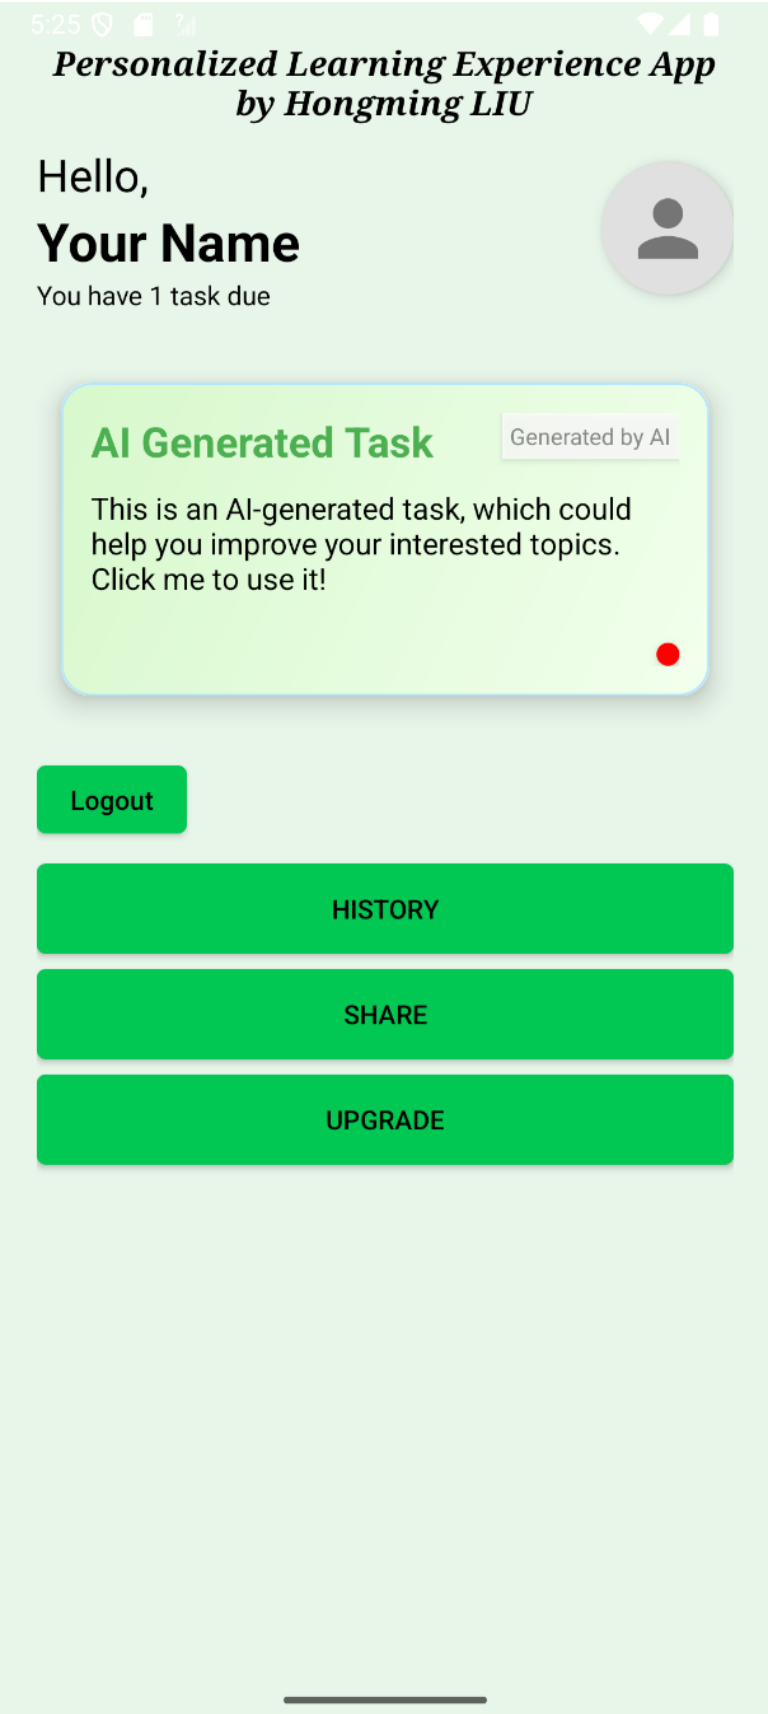 5:25
Personalized Learning Experience App
by Hongming LIU
Hello,
Your Name
You have 1 task due
AI Generated Task
Generated by AI
This is an AI-generated task, which could
help you improve your interested topics.
Click me to use it!
Logout
HISTORY
SHARE
UPGRADE